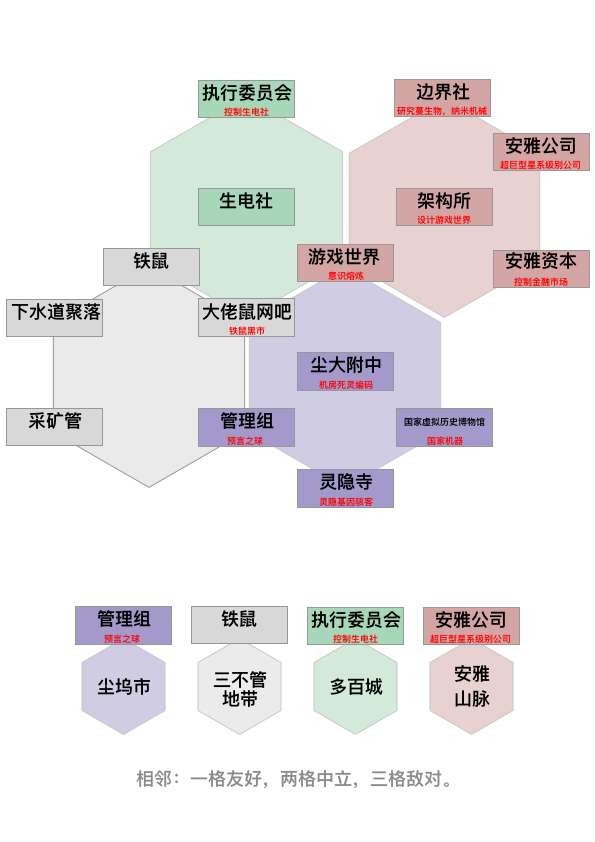 执行委员会
控制生电社
边界社
研究蔓生物，纳米机械
安雅公司
超巨型星系级别公司
生电社
架构所
设计游戏世界
铁鼠
游戏世界
意识熔炼
安雅资本
控制金融市场
下水道聚落
大佬鼠网吧
铁鼠黑市
尘大附中
机房死灵编码
采矿管
管理组
预言之球
国家虚拟历史博物馆
国家机器
灵隐寺
灵隐基因骇客
管理组
预言之球
铁鼠
执行委员会
控制生电社
安雅公司
超巨型星系级别公司
尘坞市
三不管
地带
多百城
安雅
山脉
相邻：一格友好，两格中立，三格敌对。